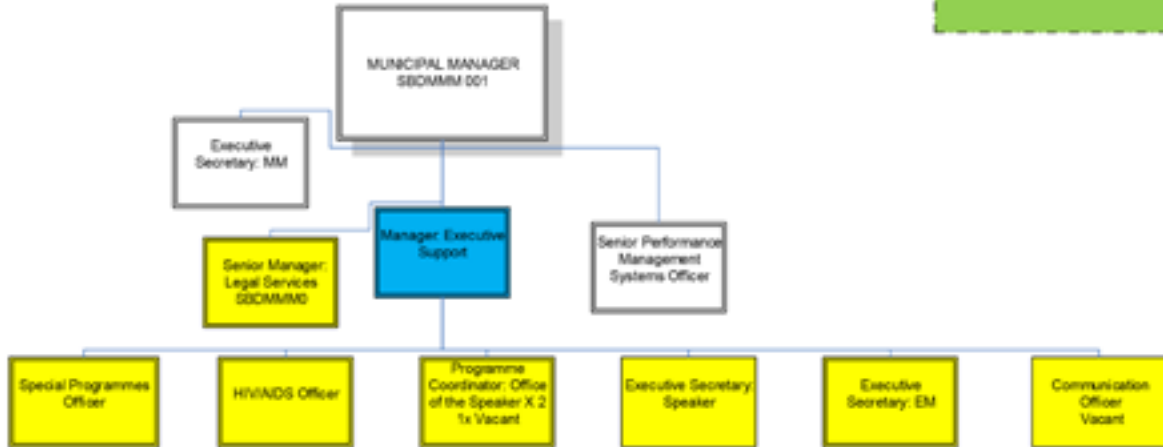 MUNICIPAL MANAGER
SBDMMM 001
Executive
Secretary: MM
Manager: Executive
Support
Senior Performance
Management
Systems Officer
Senior Manager:
Legal Services
SBDMMM0
Special Programmes
Officer
HIV/AIDS Officer
Programme
Coordinator: Office
of the Speaker X 2
1x Vacant
Executive Secretary:
Speaker
Executive
Secretary: EM
Communication
Officer
Vacant